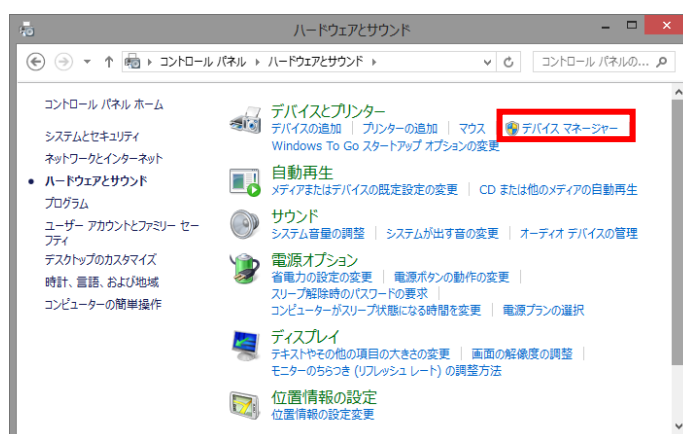 ハードウェアとサウンド
コントロール パネル ハードウェアとサウンド コントロール パネルの...
コントロール パネル ホーム
システムとセキュリティ
ネットワークとインターネット
ハードウェアとサウンド
プログラム
ユーザー アカウントとファミリー セー
フティ
デスクトップのカスタマイズ
時計、言語、および地域
コンピューターの簡単操作
デバイスとプリンター
デバイスの追加 プリンターの追加 マウス デバイス マネージャー
Windows To Go スタートアップ オプションの変更
自動再生
メディアまたはデバイスの既定設定の変更 CD または他のメディアの自動再生
サウンド
システム音量の調整 システムが出す音の変更 オーディオ デバイスの管理
電源オプション
省電力の設定の変更 電源ボタンの動作の変更
スリープ解除時のパスワードの要求
コンピューターがスリープ状態になる時間を変更 電源プランの選択
ディスプレイ
テキストやその他の項目の大きさの変更 画面の解像度の調整
モニターのちらつき (リフレッシュ レート) の調整方法
位置情報の設定
位置情報の設定変更